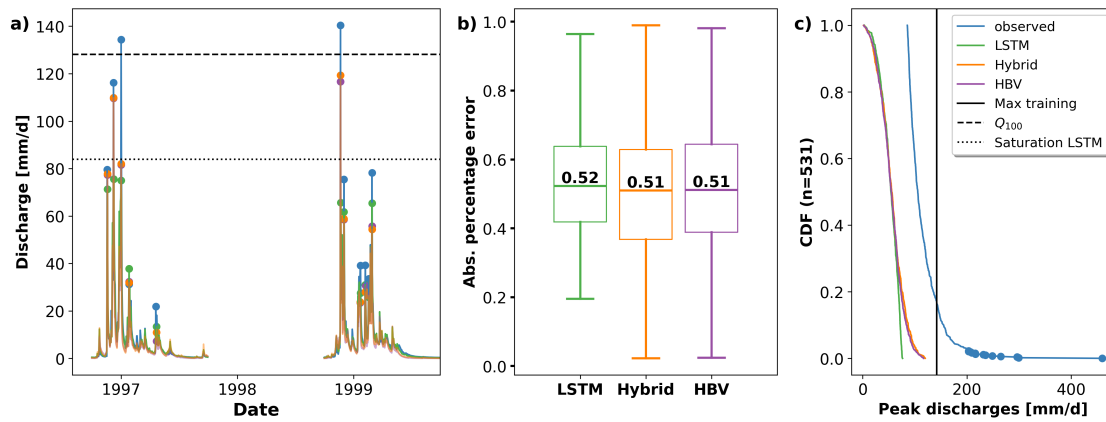 a)
Discharge [mm/d]
140
120
100
80
60
40
20
0
1997
1998
1999
Date
b)
Abs. percentage error
1.0
0.8
0.6
0.4
0.2
0.0
0.52
0.51
0.51
LSTM
Hybrid
HBV
c)
CDF (n=531)
1.0
0.8
0.6
0.4
0.2
0.0
observed
LSTM
Hybrid
HBV
Max training
Q100
Saturation LSTM
0
200
400
Peak discharges [mm/d]